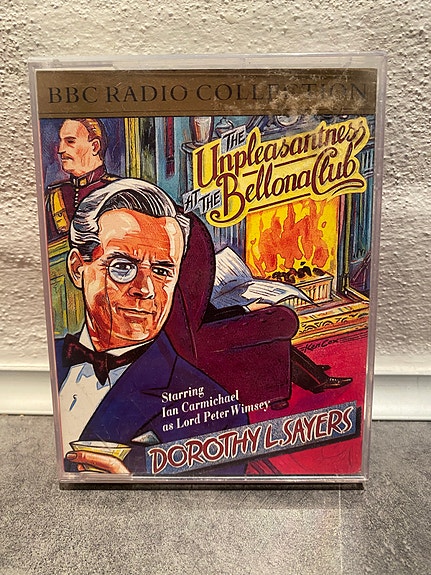 BBC RADIO COLLECTION
THE
Unpleasantness
AT THE
Bellona Club
Starring
Ian Carmichael
as Lord Peter Wimsey
DOROTHY L. SAYERS